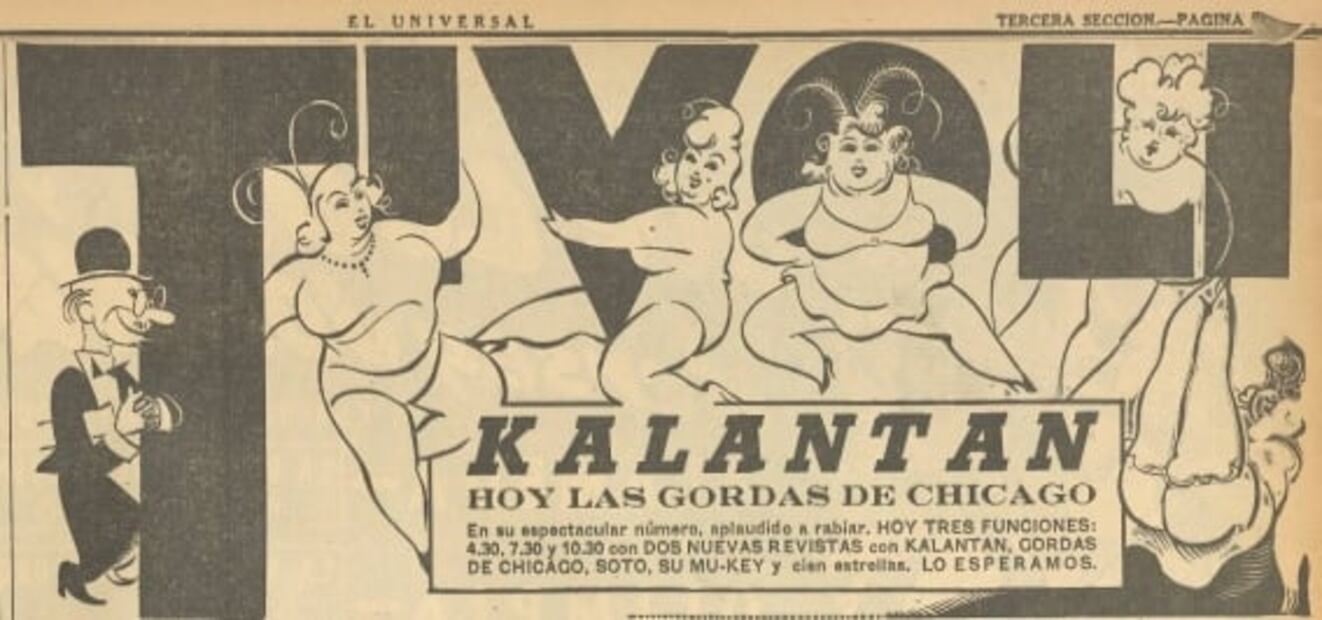 EL UNIVERSAL
TERCERA SECCION.—PAGINA
TIVOLI
KALANTAN
HOY LAS GORDAS DE CHICAGO
En su espectacular número, aplaudido a rabiar. HOY TRES FUNCIONES:
4.30, 7.30 y 10.30 con DOS NUEVAS REVISTAS con KALANTAN, GORDAS
DE CHICAGO, SOTO, SU MU-KEY y cien estrellas. LO ESPERAMOS.